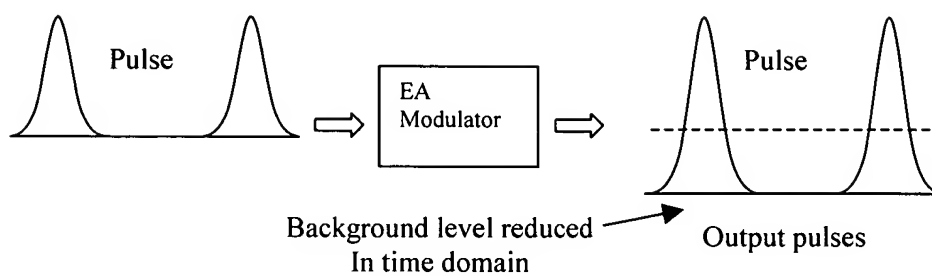 Pulse
EA
Modulator
Pulse
Background level reduced
In time domain
Output pulses